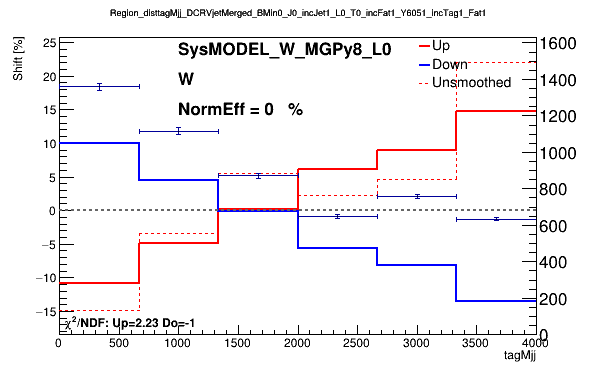 Region_disttagMjj_DCRVjetMerged_BMin0_J0_incJet1_L0_T0_incFat1_Y6051_incTag1_Fat1
Shift [%]
SysMODEL_W_MGPy8_L0
W
NormEff = 0 %
Up
Down
Unsmoothed
25
20
15
10
5
0
−5
−10
−15
1600
1400
1200
1000
800
600
400
200
0
χ²/NDF: Up=2.23 Do=-1
0 500 1000 1500 2000 2500 3000 3500 4000
tagMjj